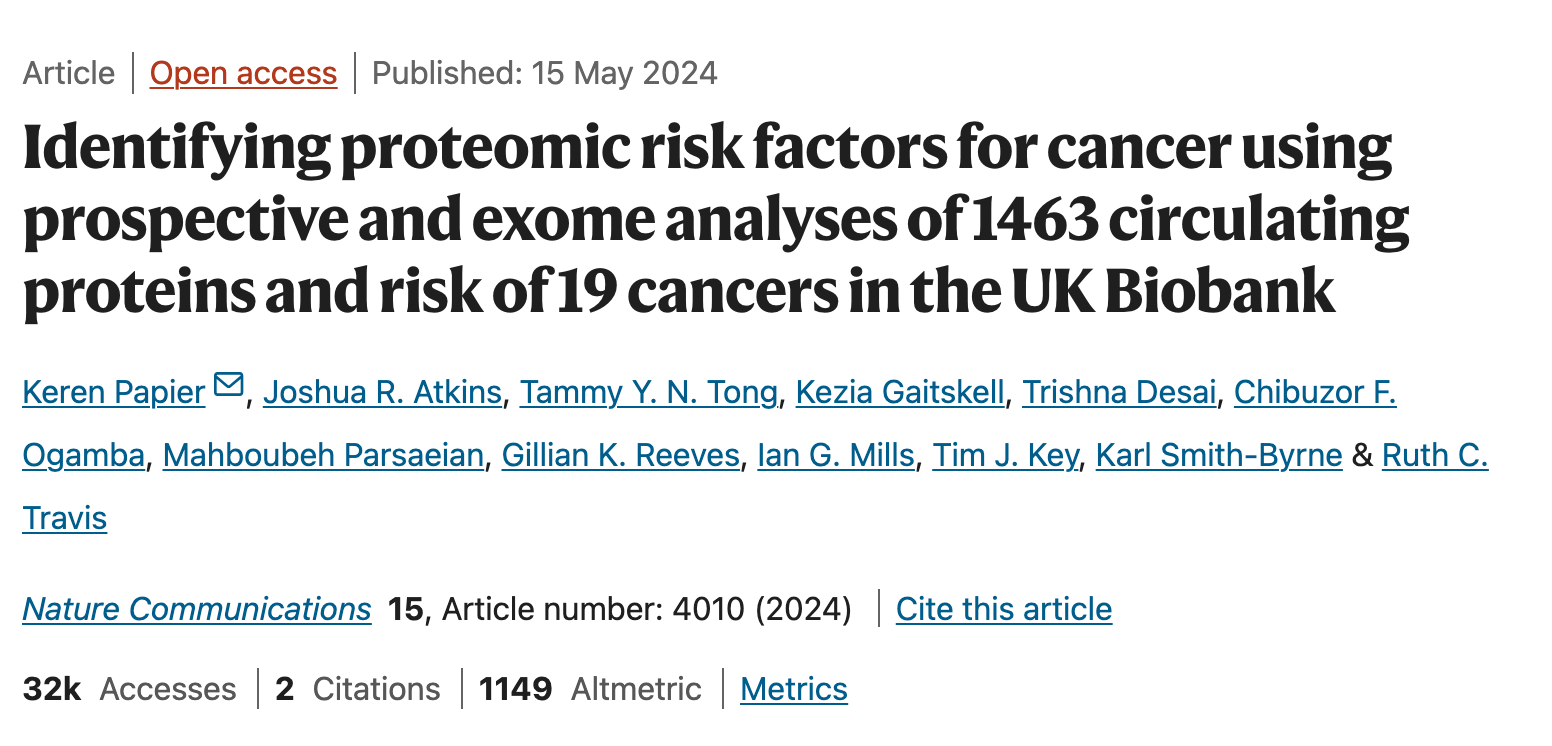 Article | Open access | Published: 15 May 2024
Identifying proteomic risk factors for cancer using
prospective and exome analyses of 1463 circulating
proteins and risk of 19 cancers in the UK Biobank
Keren Papier, Joshua R. Atkins, Tammy Y. N. Tong, Kezia Gaitskell, Trishna Desai, Chibuzor F.
Ogamba, Mahboubeh Parsaeian, Gillian K. Reeves, Ian G. Mills, Tim J. Key, Karl Smith-Byrne & Ruth C.
Travis
Nature Communications 15, Article number: 4010 (2024) | Cite this article
32k Accesses | 2 Citations | 1149 Altmetric | Metrics